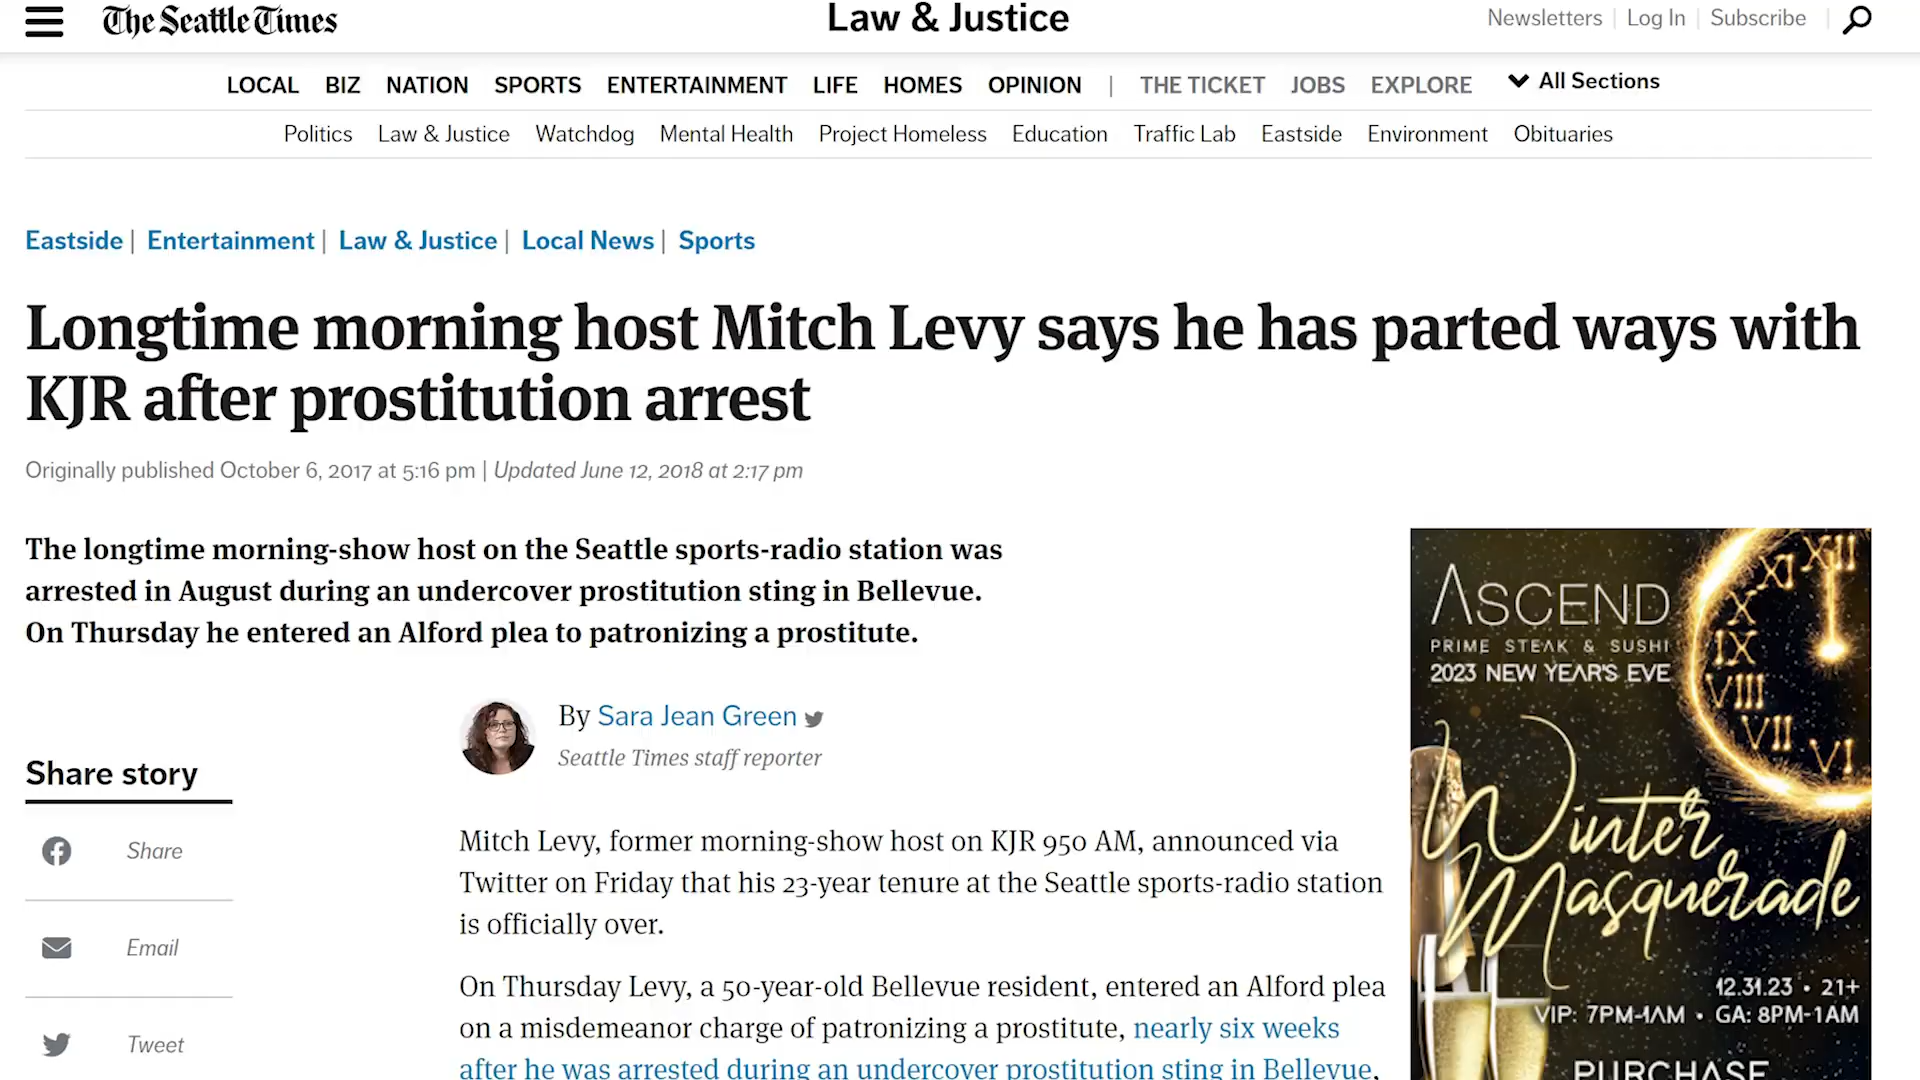 The Seattle Times
Law & Justice
Newsletters | Log In | Subscribe
LOCAL BIZ NATION SPORTS ENTERTAINMENT LIFE HOMES OPINION | THE TICKET JOBS EXPLORE All Sections
Politics Law & Justice Watchdog Mental Health Project Homeless Education Traffic Lab Eastside Environment Obituaries
Eastside | Entertainment | Law & Justice | Local News | Sports
Longtime morning host Mitch Levy says he has parted ways with
KJR after prostitution arrest
Originally published October 6, 2017 at 5:16 pm | Updated June 12, 2018 at 2:17 pm
The longtime morning-show host on the Seattle sports-radio station was
arrested in August during an undercover prostitution sting in Bellevue.
On Thursday he entered an Alford plea to patronizing a prostitute.
By Sara Jean Green
Seattle Times staff reporter
Share story
Share
Email
Tweet
Mitch Levy, former morning-show host on KJR 950 AM, announced via
Twitter on Friday that his 23-year tenure at the Seattle sports-radio station
is officially over.
On Thursday Levy, a 50-year-old Bellevue resident, entered an Alford plea
on a misdemeanor charge of patronizing a prostitute, nearly six weeks
after he was arrested during an undercover prostitution sting in Bellevue,
ASCEND
PRIME STEAK & SUSHI
2023 NEW YEAR'S EVE
XII
XI
X
IX
VIII
VII
VI
Winter
Masquerade
12.31.23 • 21+
VIP: 7PM-1AM • GA: 8PM-1AM
PURCHASE